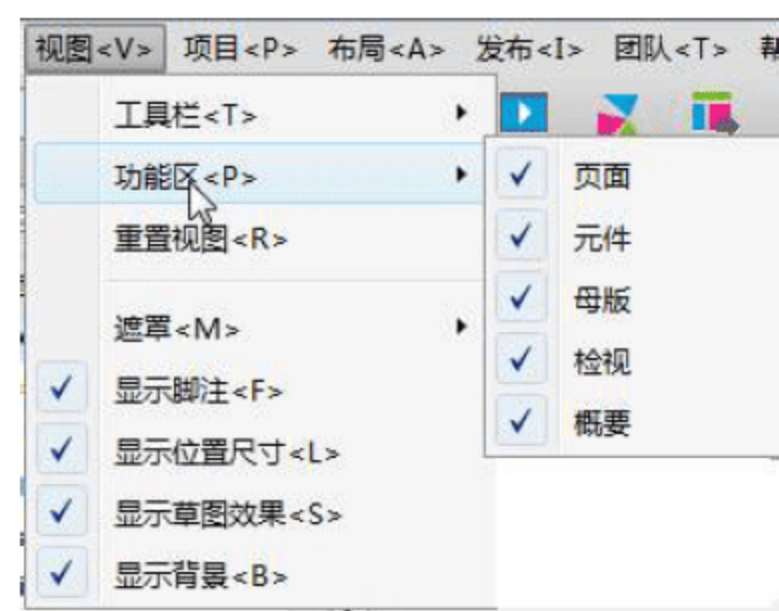 视图<V> 项目<P> 布局<A> 发布<I> 团队<T>
工具栏<T>
功能区<P>
重置视图<R>
遮罩<M>
显示脚注<F>
显示位置尺寸<L>
显示草图效果<S>
显示背景<B>
页面
元件
母版
检视
概要